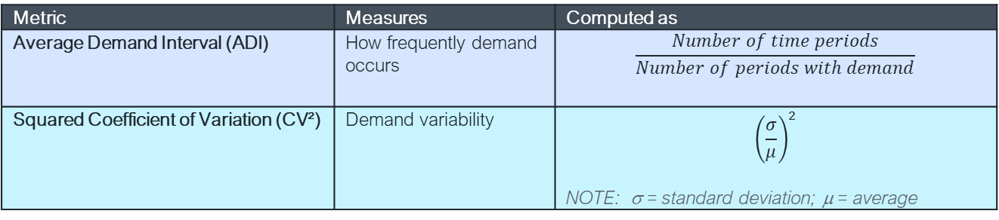 Metric Measures Computed as
Average Demand Interval (ADI) How frequently demand Number of time periods
occurs Number of periods with demand
Squared Coefficient of Variation (CV²) Demand variability (σ/μ)²
NOTE: σ = standard deviation; μ = average